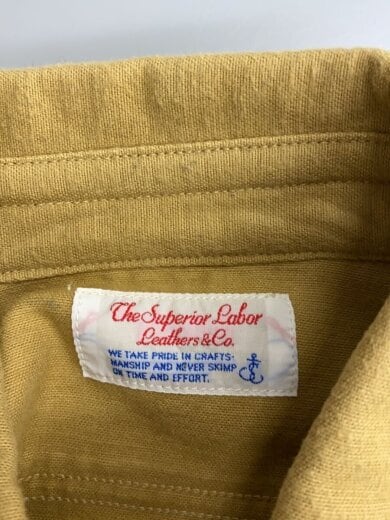 The Superior Labor
Leathers & Co.
WE TAKE PRIDE IN CRAFTS-
MANSHIP AND NEVER SKIMP
ON TIME AND EFFORT.